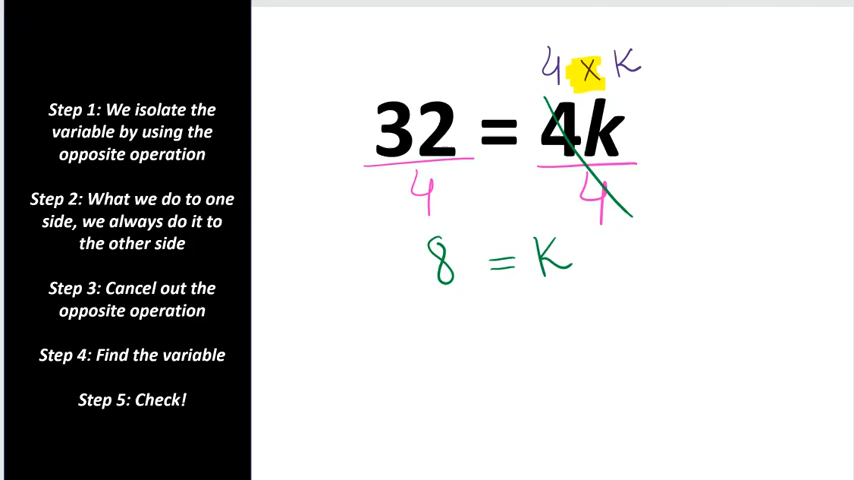 Step 1: We isolate the
variable by using the
opposite operation
Step 2: What we do to one
side, we always do it to
the other side
Step 3: Cancel out the
opposite operation
Step 4: Find the variable
Step 5: Check!
4 x K
32 = 4k
4 4
8 = K